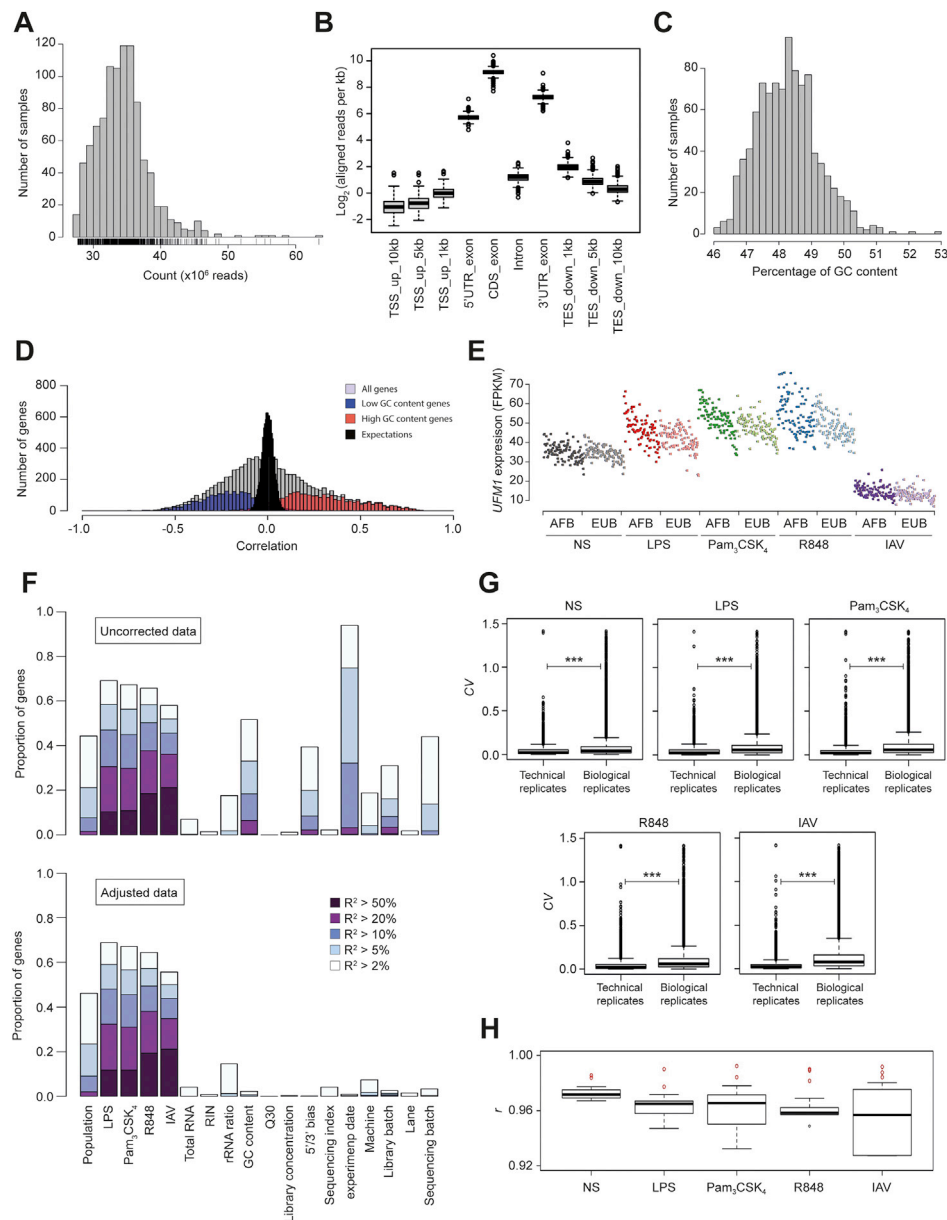 A
Number of samples
120
100
80
60
40
20
0
30
40
50
60
Count (x10⁶ reads)
B
Log₂ (aligned reads per kb)
10
8
6
4
2
0
-2
TSS_up_10kb
TSS_up_5kb
TSS_up_1kb
5'UTR_exon
CDS_exon
Intron
3'UTR_exon
TES_down_1kb
TES_down_5kb
TES_down_10kb
C
Number of samples
80
60
40
20
0
46
47
48
49
50
51
52
53
Percentage of GC content
D
Number of genes
800
600
400
200
0
-1.0
-0.5
0.0
0.5
1.0
Correlation
All genes
Low GC content genes
High GC content genes
Expectations
E
UFM1 expresison (FPKM)
70
60
50
40
30
20
10
AFB EUB AFB EUB AFB EUB AFB EUB AFB EUB
NS LPS Pam₃CSK₄ R848 IAV
F
Uncorrected data
Proportion of genes
1.0
0.8
0.6
0.4
0.2
0.0
Adjusted data
Proportion of genes
1.0
0.8
0.6
0.4
0.2
0.0
R² > 50%
R² > 20%
R² > 10%
R² > 5%
R² > 2%
Population
LPS
Pam₃CSK₄
R848
IAV
Total RNA
RIN
rRNA ratio
GC content
Q30
Library concentration
5'/3' bias
Sequencing index
experimenp date
Machine
Library batch
Lane
Sequencing batch
G
NS
LPS
Pam₃CSK₄
CV
1.5
1.0
0.5
0.0
***
***
***
Technical replicates
Biological replicates
Technical replicates
Biological replicates
Technical replicates
Biological replicates
R848
IAV
CV
1.5
1.0
0.5
0.0
***
***
Technical replicates
Biological replicates
Technical replicates
Biological replicates
H
r
1.00
0.96
0.92
NS
LPS
Pam₃CSK₄
R848
IAV